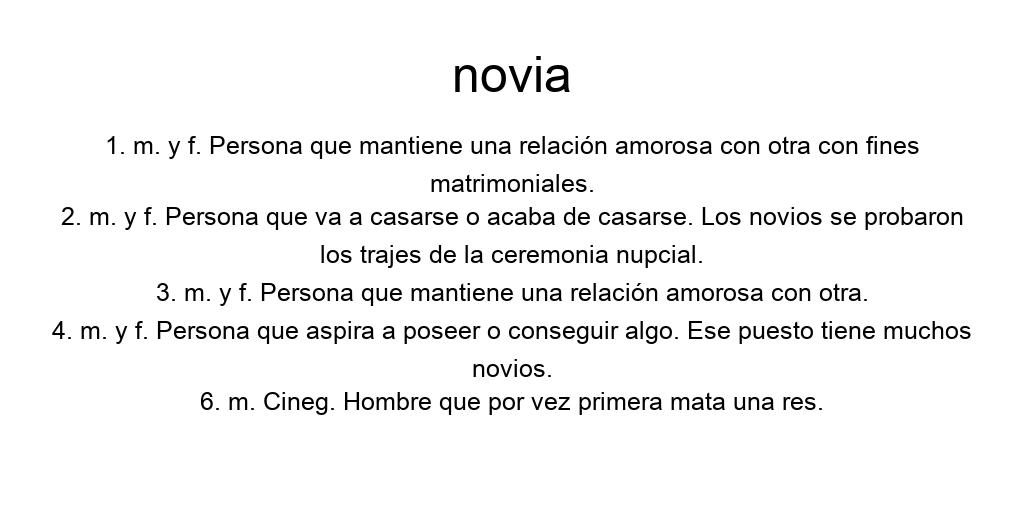 novia
1. m. y f. Persona que mantiene una relación amorosa con otra con fines
matrimoniales.
2. m. y f. Persona que va a casarse o acaba de casarse. Los novios se probaron
los trajes de la ceremonia nupcial.
3. m. y f. Persona que mantiene una relación amorosa con otra.
4. m. y f. Persona que aspira a poseer o conseguir algo. Ese puesto tiene muchos
novios.
6. m. Cineg. Hombre que por vez primera mata una res.